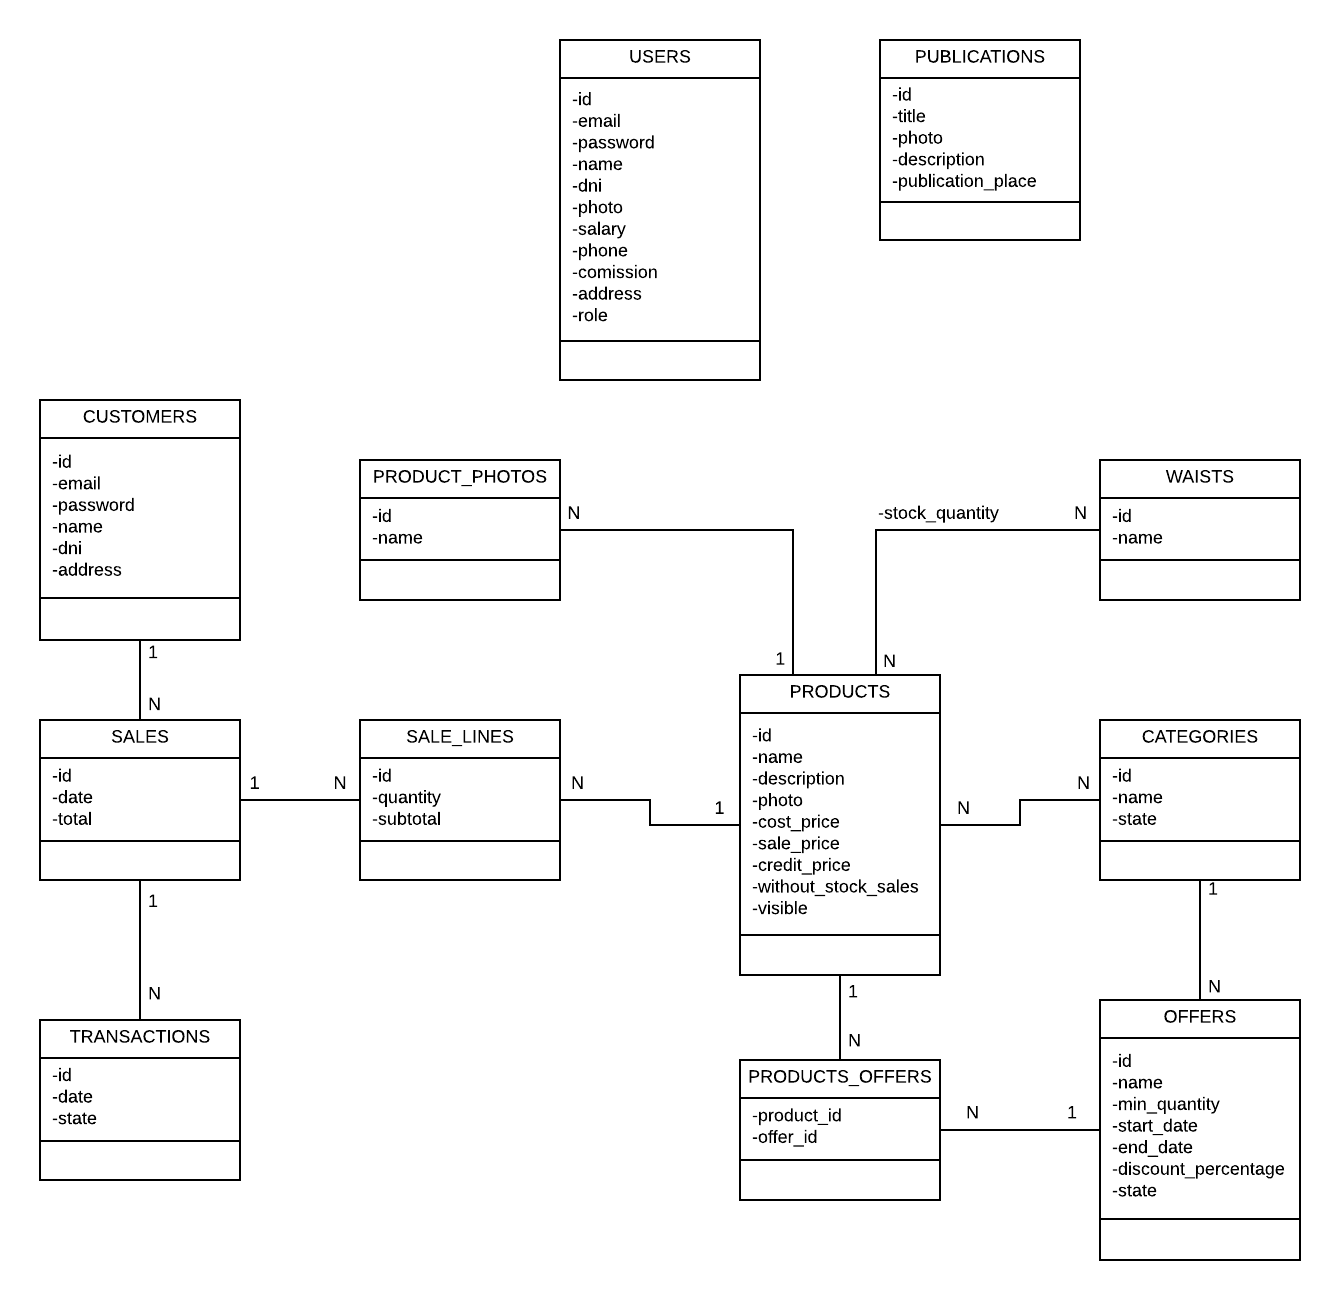 USERS
-id
-email
-password
-name
-dni
-photo
-salary
-phone
-comission
-address
-role
PUBLICATIONS
-id
-title
-photo
-description
-publication_place
CUSTOMERS
-id
-email
-password
-name
-dni
-address
1
N
PRODUCT_PHOTOS
-id
-name
N
1
-stock_quantity
N
N
WAISTS
-id
-name
SALES
-id
-date
-total
1
N
SALE_LINES
-id
-quantity
-subtotal
N
1
PRODUCTS
-id
-name
-description
-photo
-cost_price
-sale_price
-credit_price
-without_stock_sales
-visible
N
N
CATEGORIES
-id
-name
-state
1
N
1
N
1
N
TRANSACTIONS
-id
-date
-state
PRODUCTS_OFFERS
-product_id
-offer_id
N
1
OFFERS
-id
-name
-min_quantity
-start_date
-end_date
-discount_percentage
-state